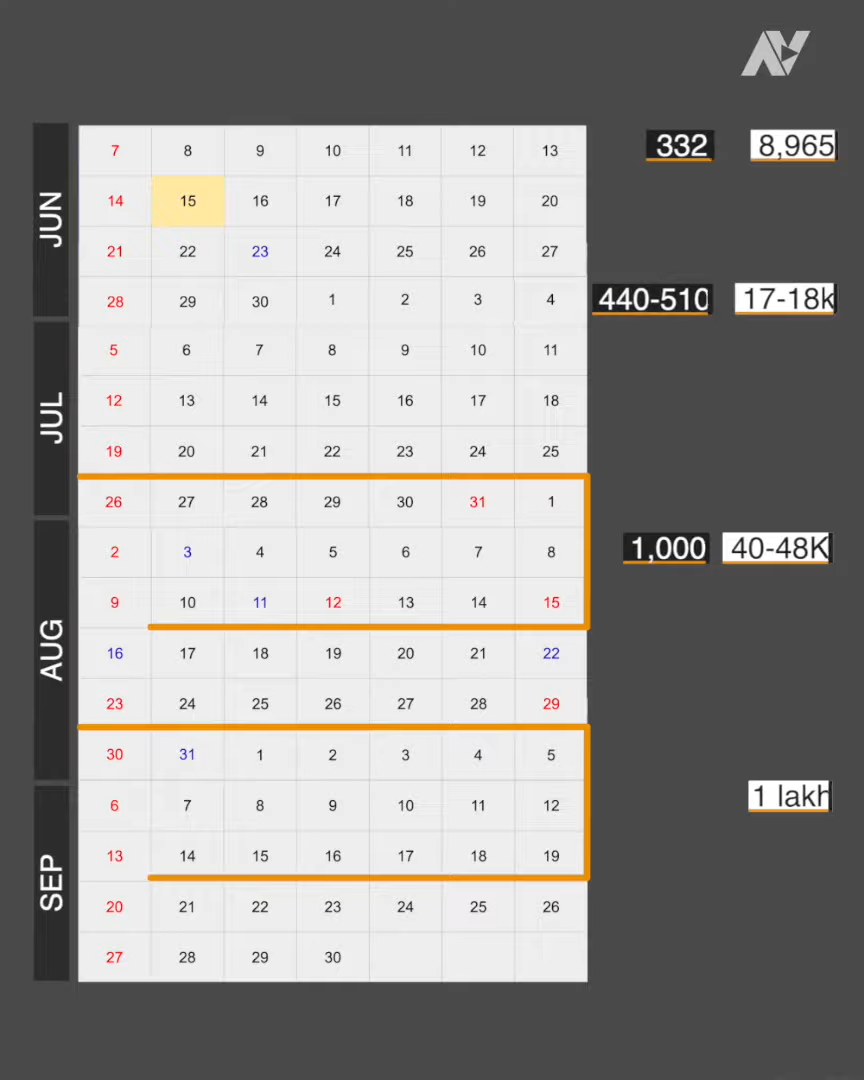 AV
JUN
7 8 9 10 11 12 13 332 8,965
14 15 16 17 18 19 20
21 22 23 24 25 26 27
28 29 30 1 2 3 4 440-510 17-18k
JUL
5 6 7 8 9 10 11
12 13 14 15 16 17 18
19 20 21 22 23 24 25
26 27 28 29 30 31 1
AUG
2 3 4 5 6 7 8 1,000 40-48K
9 10 11 12 13 14 15
16 17 18 19 20 21 22
23 24 25 26 27 28 29
30 31 1 2 3 4 5
SEP
6 7 8 9 10 11 12 1 lakh
13 14 15 16 17 18 19
20 21 22 23 24 25 26
27 28 29 30